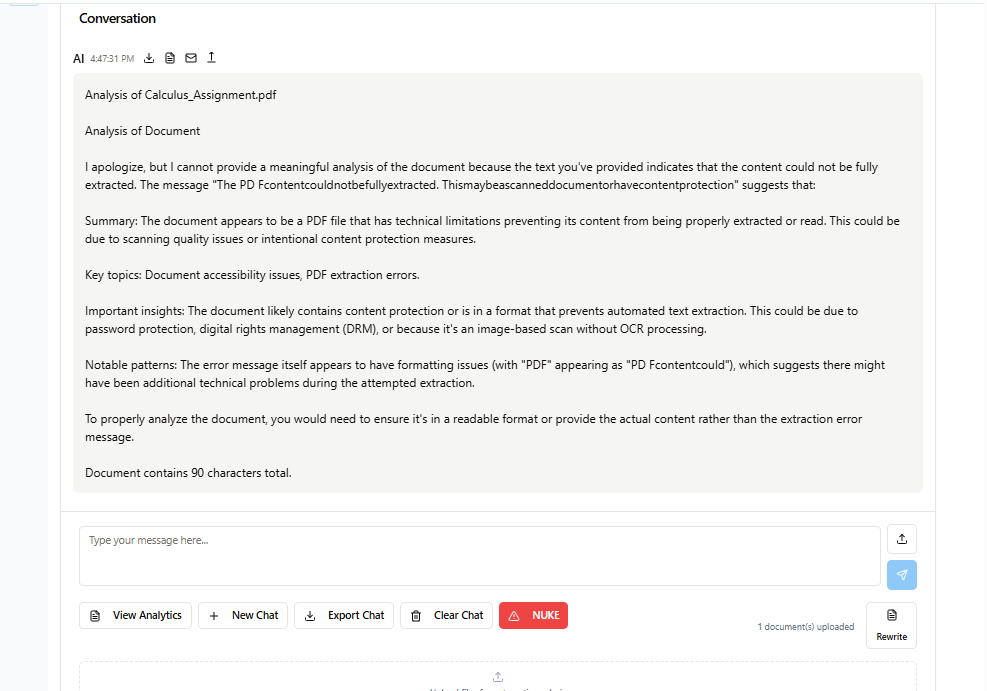 Conversation
AI 4:47:31 PM
Analysis of Calculus_Assignment.pdf
Analysis of Document
I apologize, but I cannot provide a meaningful analysis of the document because the text you've provided indicates that the content could not be fully
extracted. The message "The PD Fcontentcouldnotbefullyextracted. Thismaybeascanneddocumentorhavecontentprotection" suggests that:
Summary: The document appears to be a PDF file that has technical limitations preventing its content from being properly extracted or read. This could be
due to scanning quality issues or intentional content protection measures.
Key topics: Document accessibility issues, PDF extraction errors.
Important insights: The document likely contains content protection or is in a format that prevents automated text extraction. This could be due to
password protection, digital rights management (DRM), or because it's an image-based scan without OCR processing.
Notable patterns: The error message itself appears to have formatting issues (with "PDF" appearing as "PD Fcontentcould"), which suggests there might
have been additional technical problems during the attempted extraction.
To properly analyze the document, you would need to ensure it's in a readable format or provide the actual content rather than the extraction error
message.
Document contains 90 characters total.
Type your message here...
View Analytics
New Chat
Export Chat
Clear Chat
NUKE
1 document(s) uploaded
Rewrite